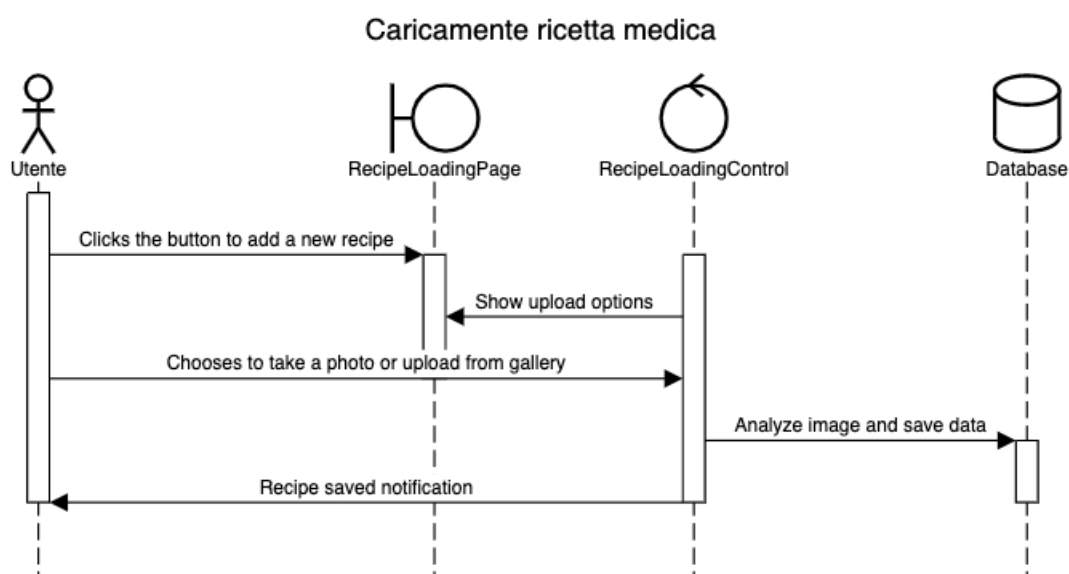 Caricamente ricetta medica
Utente
RecipeLoadingPage
RecipeLoadingControl
Database
Clicks the button to add a new recipe
Show upload options
Chooses to take a photo or upload from gallery
Analyze image and save data
Recipe saved notification